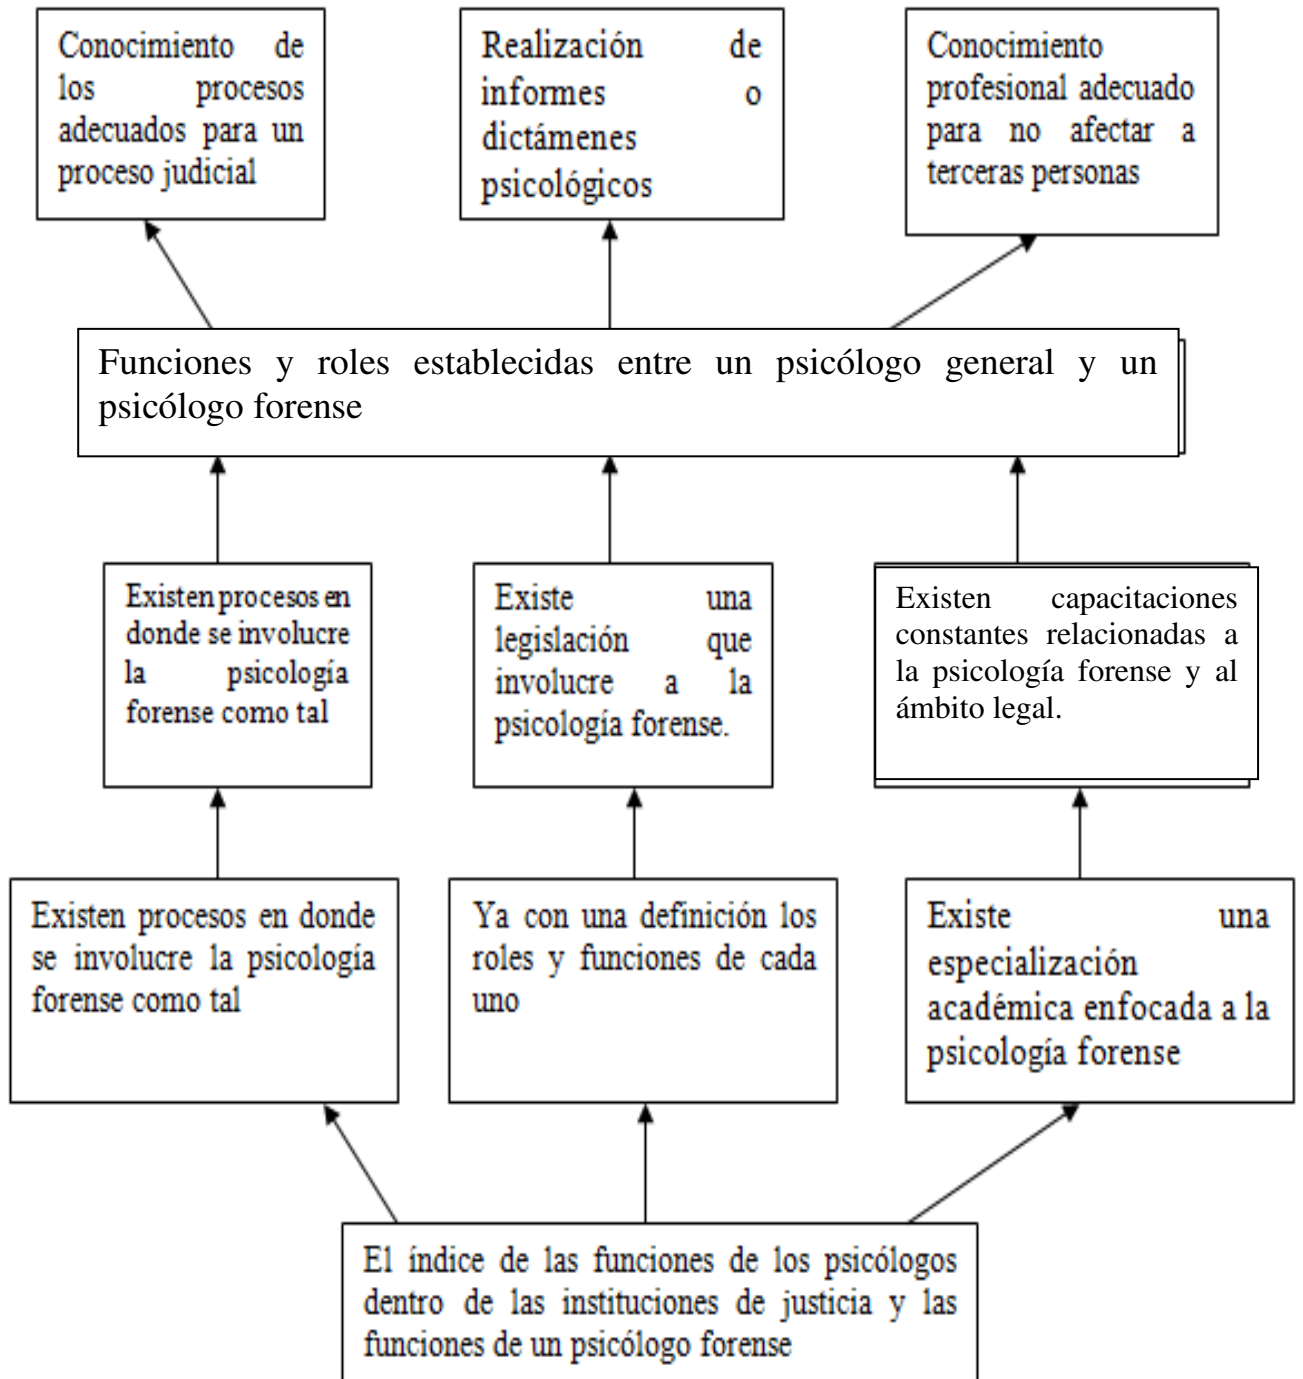 Conocimiento de
los procesos
adecuados para un
proceso judicial
Realización de
informes o
dictámenes
psicológicos
Conocimiento
profesional adecuado
para no afectar a
terceras personas
Funciones y roles establecidas entre un psicólogo general y un
psicólogo forense
Existen procesos en
donde se involucre
la psicología
forense como tal
Existe una
legislación que
involucre a la
psicología forense.
Existen capacitaciones
constantes relacionadas a
la psicología forense y al
ámbito legal.
Existen procesos en donde
se involucre la psicología
forense como tal
Ya con una definición los
roles y funciones de cada
uno
Existe una
especialización
académica enfocada a la
psicología forense
El índice de las funciones de los psicólogos
dentro de las instituciones de justicia y las
funciones de un psicólogo forense